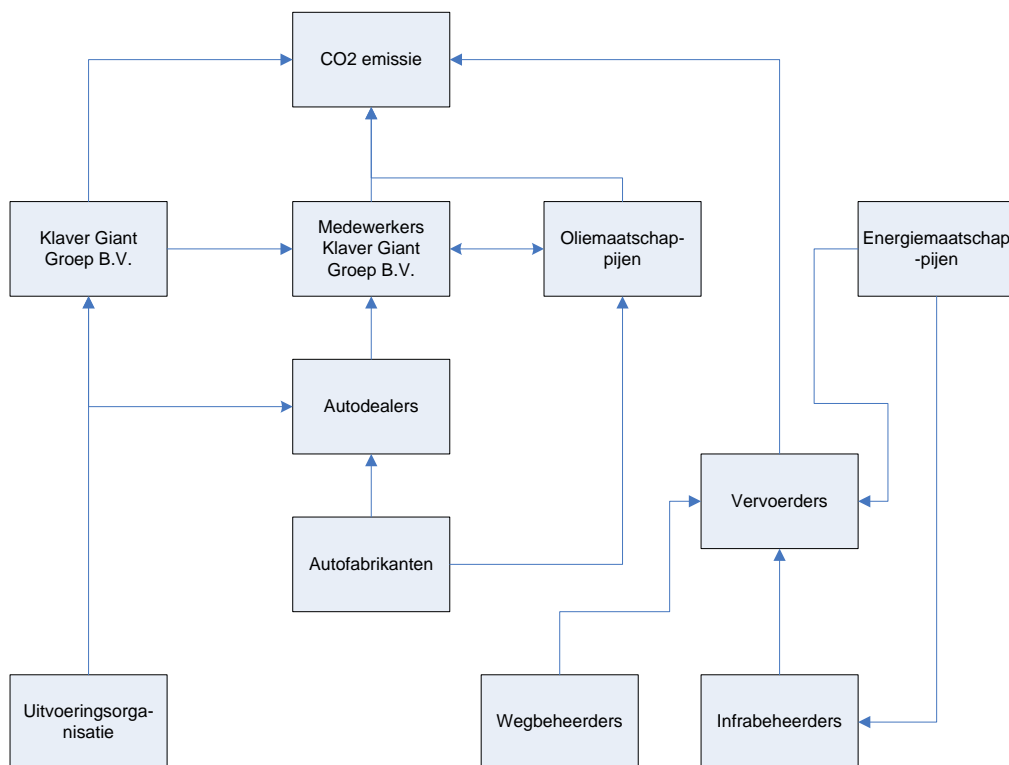 CO2 emissie
Klaver Giant
Groep B.V.
Medewerkers
Klaver Giant
Groep B.V.
Oliemaatschap-
pijen
Energiemaatschap
-pijen
Autodealers
Vervoerders
Autofabrikanten
Uitvoeringsorga-
nisatie
Wegbeheerders
Infrabeheerders